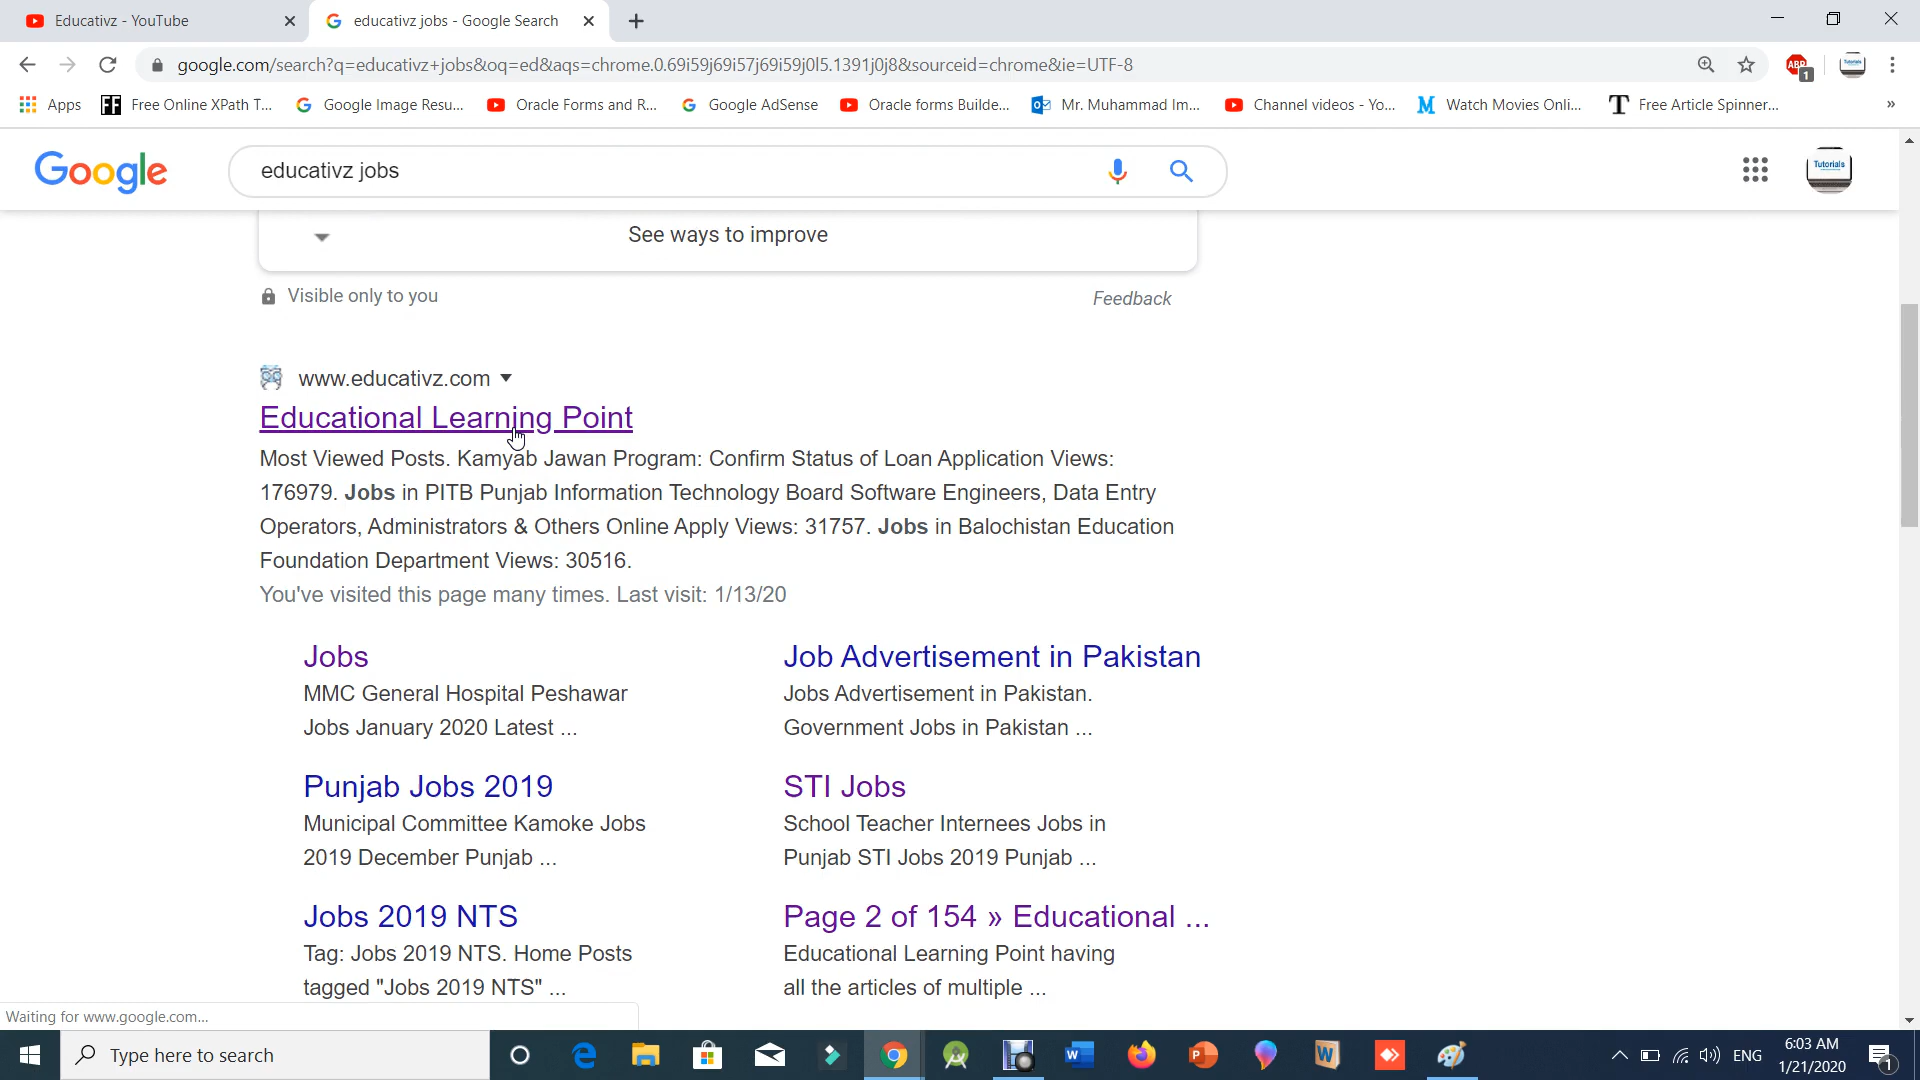 Educativz - YouTube
educativz jobs - Google Search
google.com/search?q=educativz+jobs&oq=ed&aqs=chrome.0.69i59j69i57j69i59j0l5.1391j0j8&sourceid=chrome&ie=UTF-8
ABP
1
Apps
FF
Free Online XPath T...
Google Image Resu...
Oracle Forms and R...
Google AdSense
Oracle forms Builde...
Mr. Muhammad Im...
Channel videos - Yo...
Watch Movies Onli...
Free Article Spinner...
Google
educativz jobs
Tutorials
See ways to improve
Visible only to you
Feedback
www.educativz.com
Educational Learning Point
Most Viewed Posts. Kamyab Jawan Program: Confirm Status of Loan Application Views:
176979. Jobs in PITB Punjab Information Technology Board Software Engineers, Data Entry
Operators, Administrators & Others Online Apply Views: 31757. Jobs in Balochistan Education
Foundation Department Views: 30516.
You've visited this page many times. Last visit: 1/13/20
Jobs
MMC General Hospital Peshawar
Jobs January 2020 Latest ...
Job Advertisement in Pakistan
Jobs Advertisement in Pakistan.
Government Jobs in Pakistan ...
Punjab Jobs 2019
Municipal Committee Kamoke Jobs
2019 December Punjab ...
STI Jobs
School Teacher Internees Jobs in
Punjab STI Jobs 2019 Punjab ...
Jobs 2019 NTS
Tag: Jobs 2019 NTS. Home Posts
tagged "Jobs 2019 NTS" ...
Page 2 of 154 » Educational ...
Educational Learning Point having
all the articles of multiple ...
Waiting for www.google.com...
Type here to search
ENG
6:03 AM
1/21/2020
1